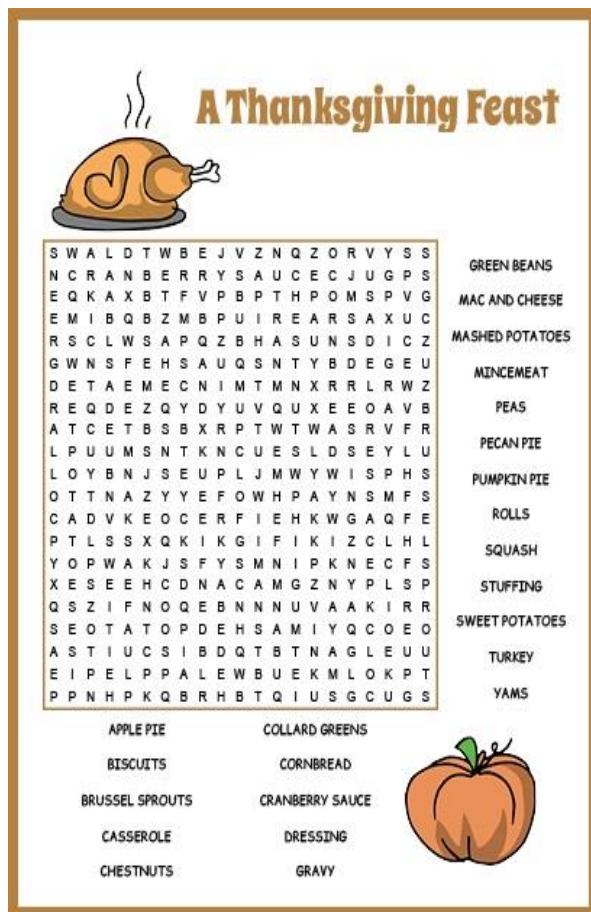 A Thanksgiving Feast
S W A L D T W B E J V Z N Q Z O R V Y S S
N C R A N B E R R Y S A U C E C J U G P S
E Q K A X B T F V P B P T H P O M S P V G
E M I B Q B Z M B P U I R E A R S A X U C
R S C L W S A P Q Z B H A S U N S D I C Z
G W N S F E H S A U Q S N T Y B D E G E U
D E T A E M E C N I M T M N X R R L R W Z
R E Q D E Z Q Y D Y U V Q U X E E O A V B
A T C E T B S B X R P T W T W A S R V F R
L P U U M S N T K N C U E S L D S E Y L U
L O Y B N J S E U P L J M W Y W I S P H S
O T T N A Z Y Y E F O W H P A Y N S M F S
C A D V K E O C E R F I E H K W G A Q F E
P T L S S X Q K I K G I F I K I Z C L H L
Y O P W A K J S F Y S M N I P K N E C F S
X E S E E H C D N A C A M G Z N Y P L S P
Q S Z I F N O Q E B N N N U V A A K I R R
S E O T A T O P D E H S A M I Y Q C O E O
A S T I U C S I B D Q T B T N A G L E U U
E I P E L P P A L E W B U E K M L O K P T
P P N H P K Q B R H B T Q I U S G C U G S
GREEN BEANS
MAC AND CHEESE
MASHED POTATOES
MINCEMEAT
PEAS
PECAN PIE
PUMPKIN PIE
ROLLS
SQUASH
STUFFING
SWEET POTATOES
TURKEY
YAMS
APPLE PIE
BISCUITS
BRUSSEL SPROUTS
CASSEROLE
CHESTNUTS
COLLARD GREENS
CORNBREAD
CRANBERRY SAUCE
DRESSING
GRAVY